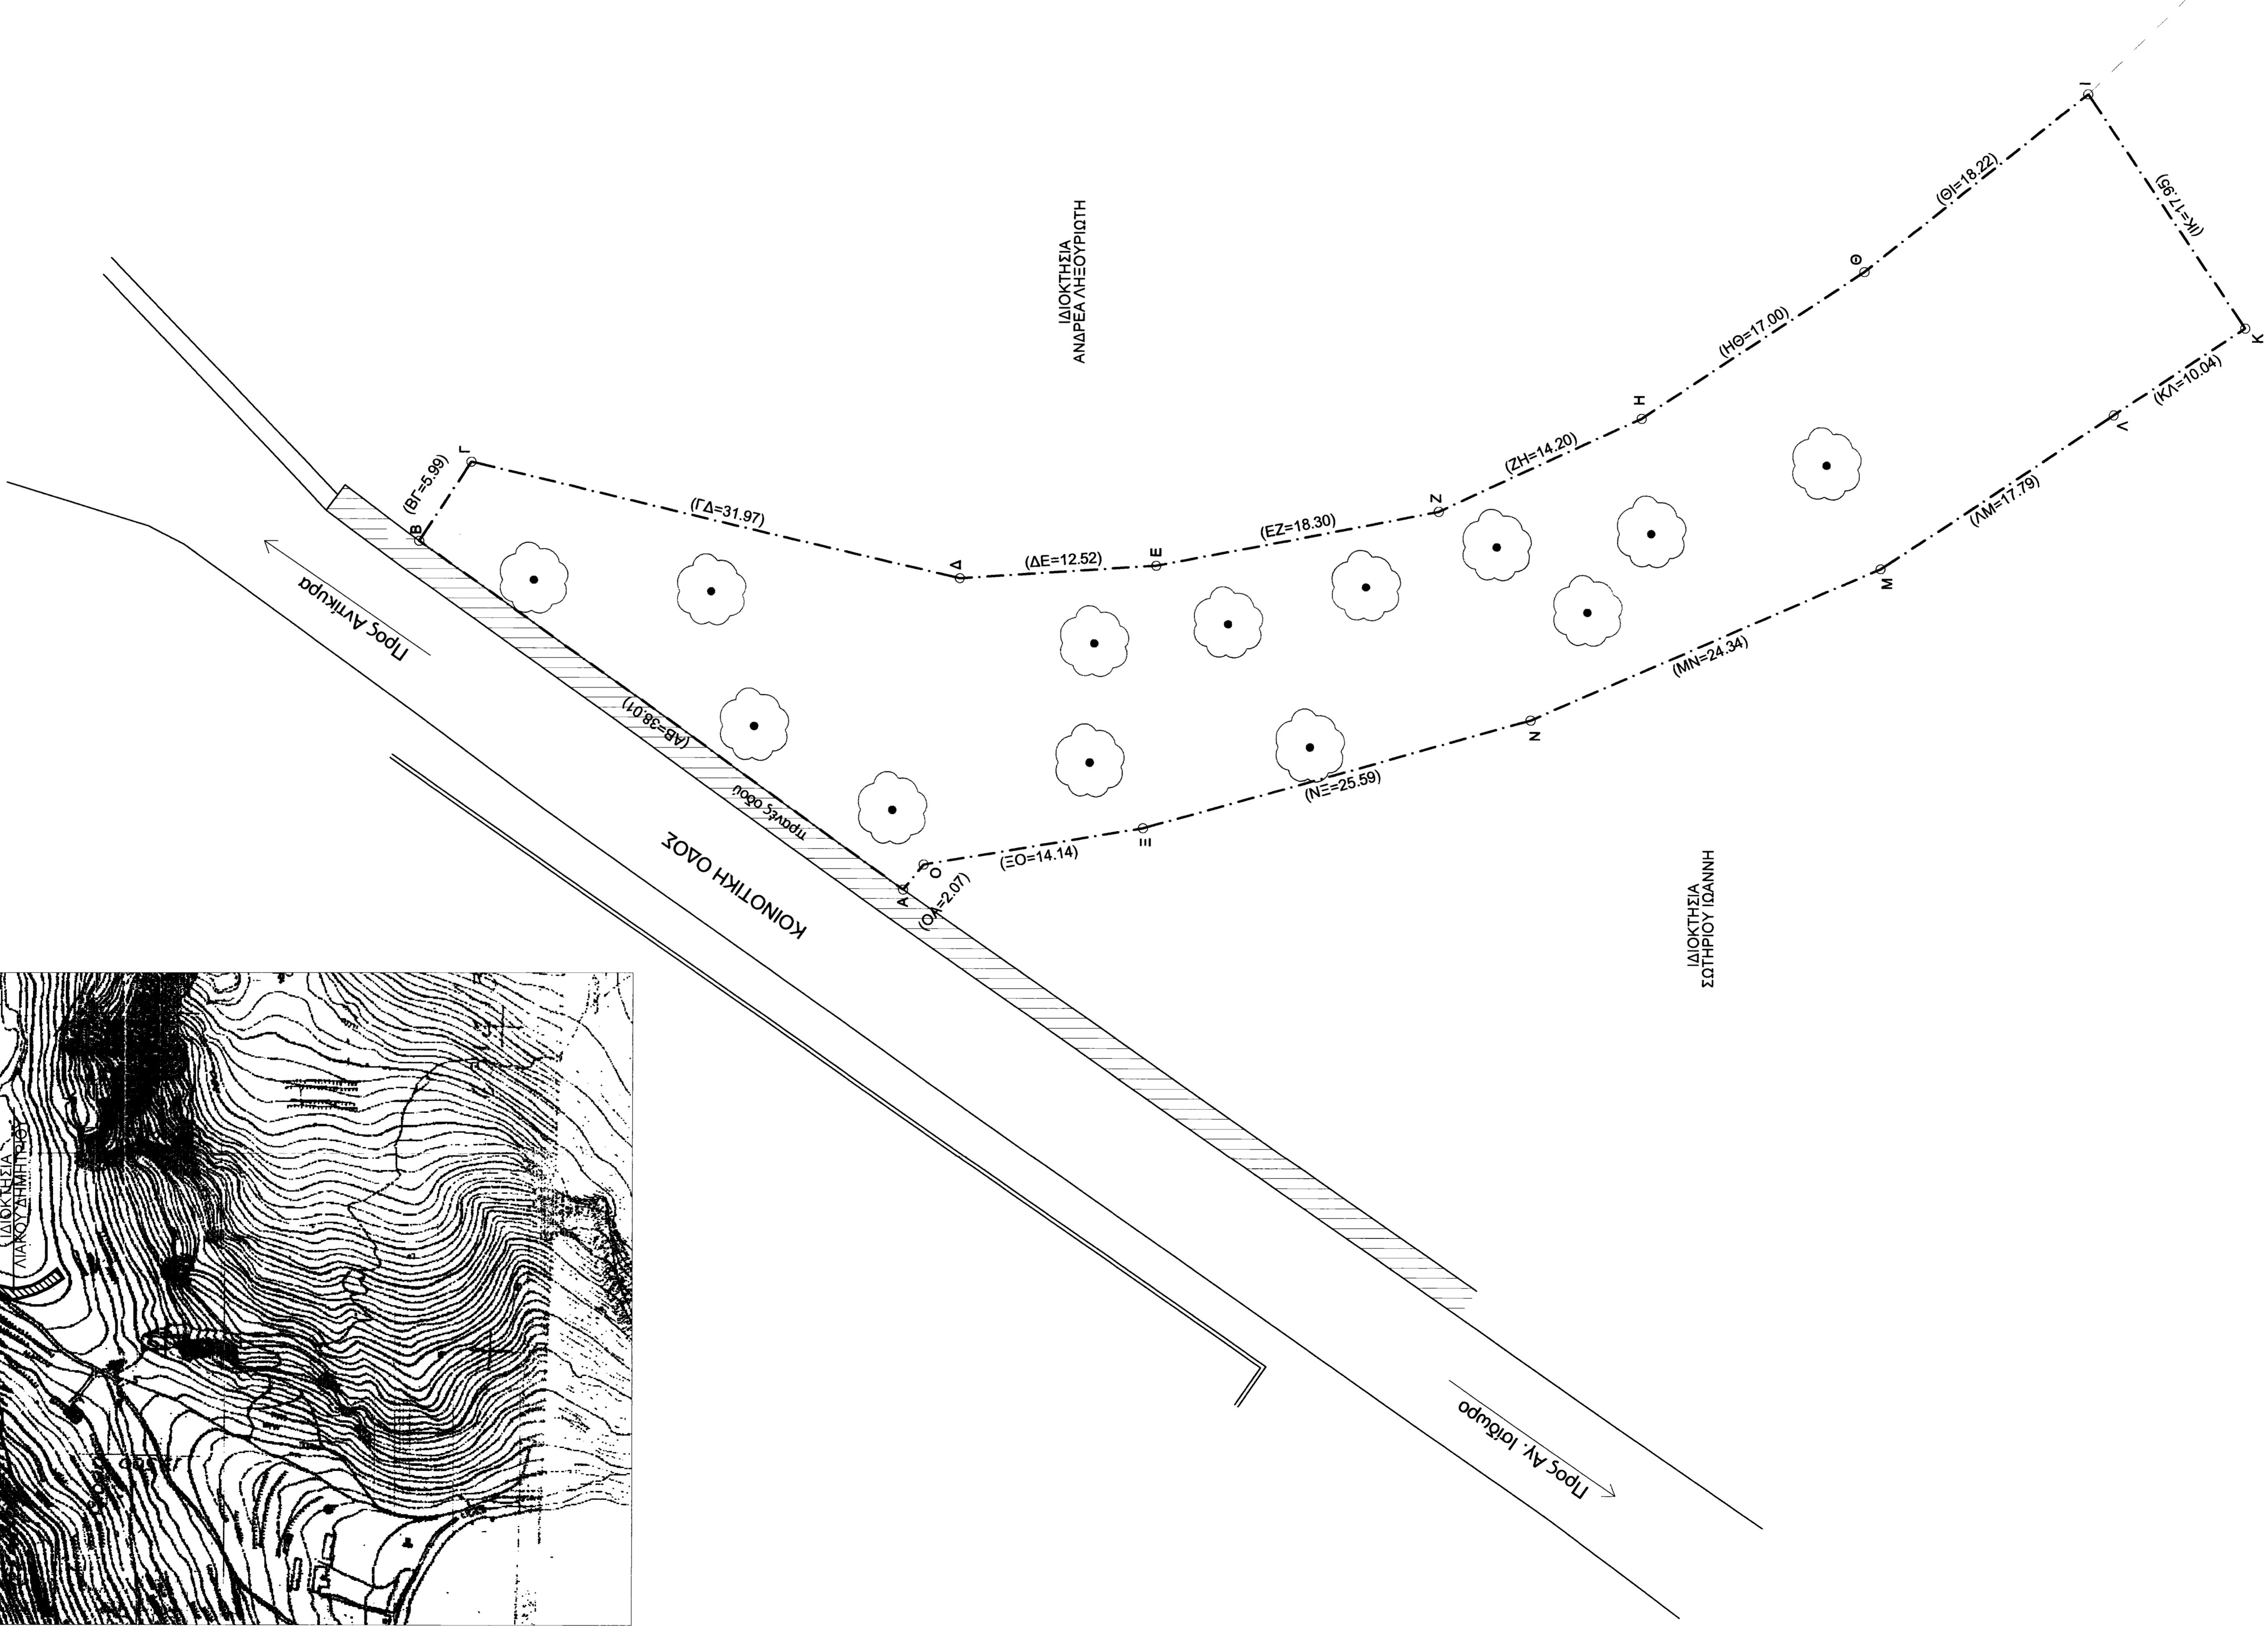 Ι
(ΘΙ=18.22)
(ΙΚ=17.95)
Θ
Κ
ΙΔΙΟΚΤΗΣΙΑ
ΑΝΔΡΕΑ ΛΗΞΟΥΡΙΩΤΗ
(ΗΘ=17.00)
(ΚΛ=10.04)
Η
Λ
Γ
(ΒΓ=5.99)
(ΖΗ=14.20)
Β
(ΓΔ=31.97)
Ζ
(ΛΜ=17.79)
(ΕΖ=18.30)
Δ
(ΔΕ=12.52)
Ε
Μ
Προς Αντίκυρα
(ΜΝ=24.34)
(ΑΒ=38.01)
Ν
πρανές οδού
(ΝΞ=25.59)
Ξ
(ΞΟ=14.14)
Ο
Α
(ΟΑ=2.07)
ΚΟΙΝΟΤΙΚΗ ΟΔΟΣ
ΙΔΙΟΚΤΗΣΙΑ
ΣΩΤΗΡΙΟΥ ΙΩΑΝΝΗ
ΙΔΙΟΚΤΗΣΙΑ
ΛΙΑΚΟΥ ΔΗΜΗΤΡΙΟΥ
Προς Αγ. Ισίδωρο